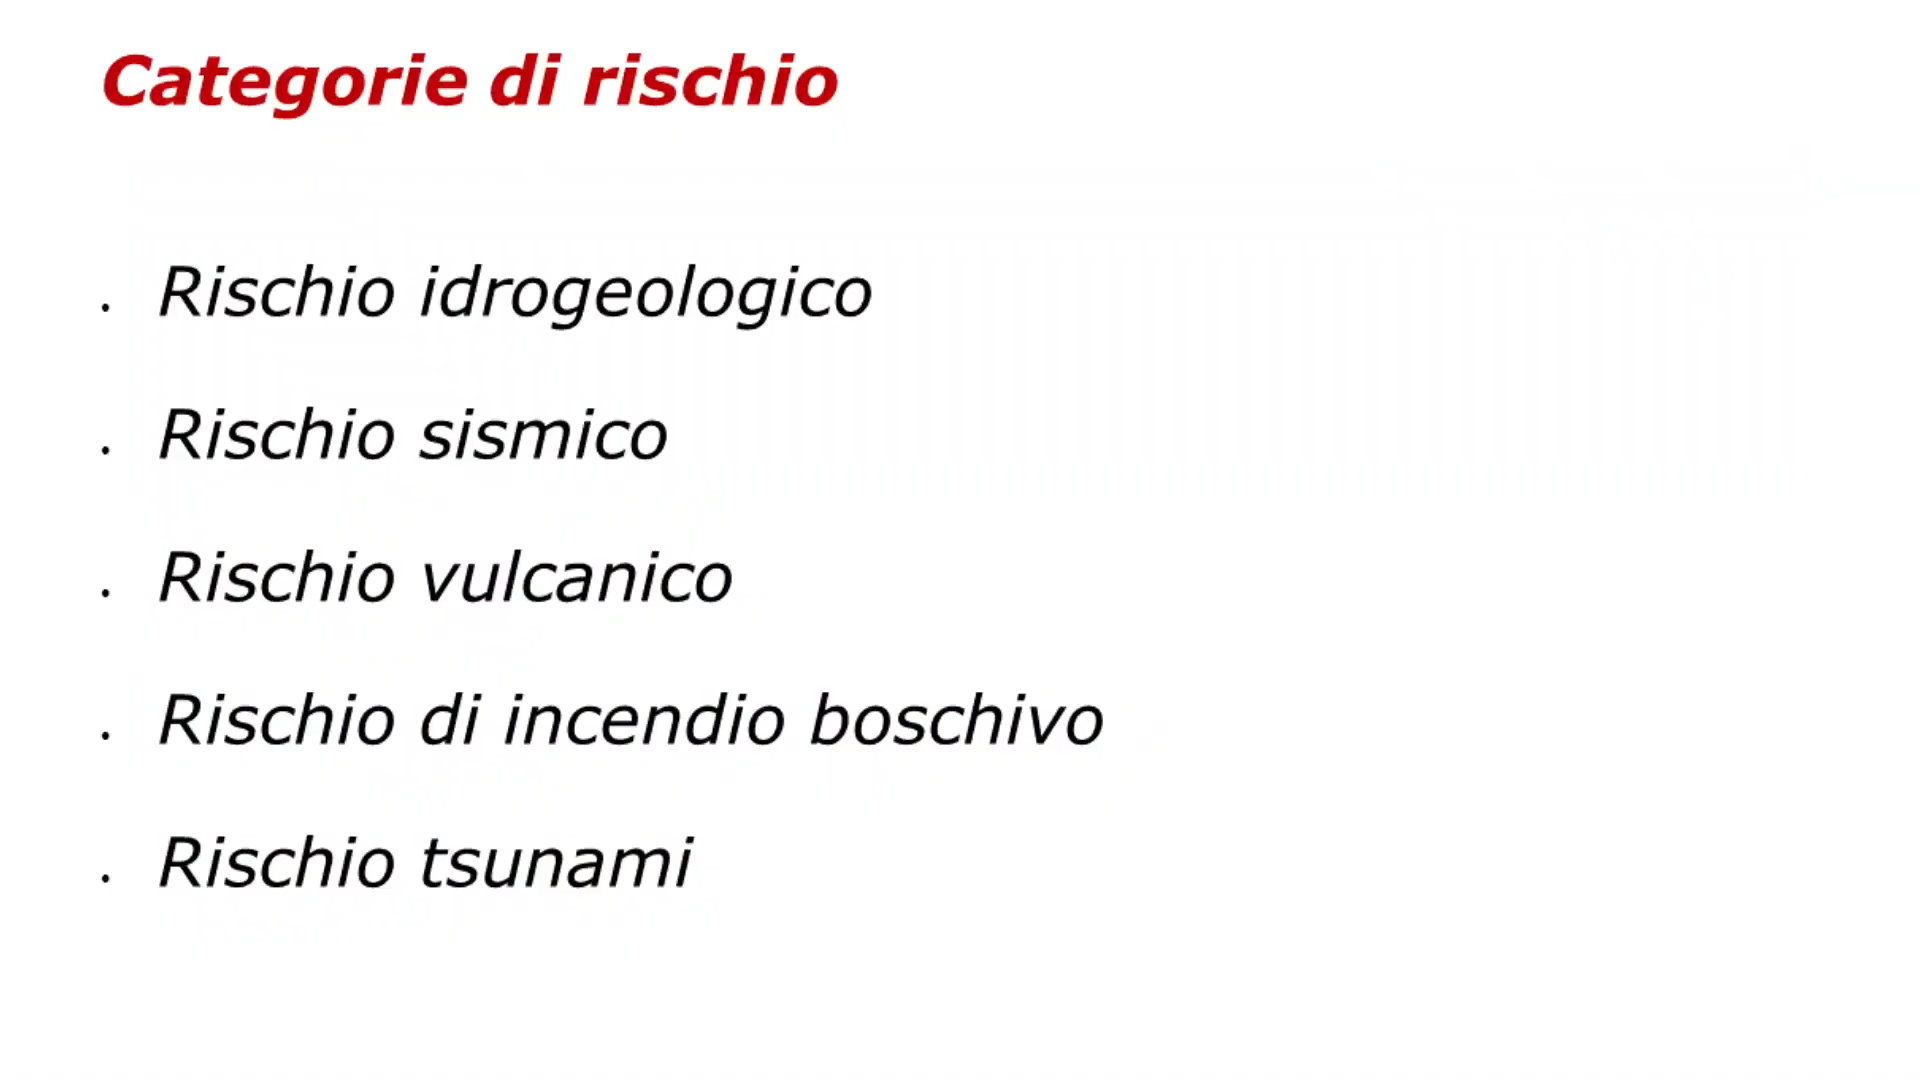 Categorie di rischio
• Rischio idrogeologico
• Rischio sismico
• Rischio vulcanico
• Rischio di incendio boschivo
• Rischio tsunami